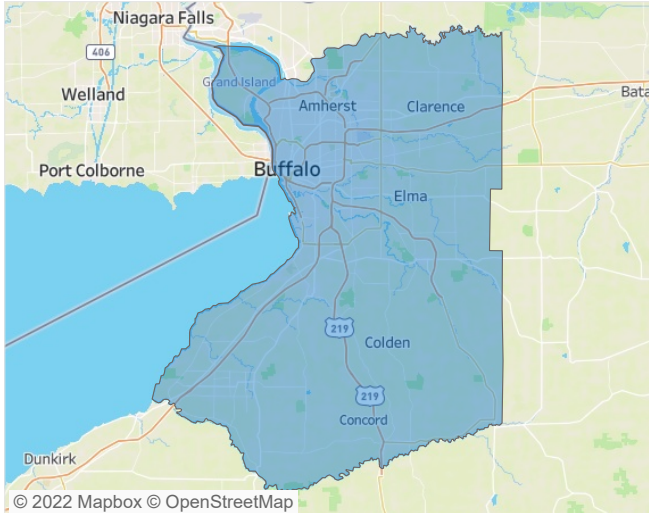 Niagara Falls
406
Grand Island
Welland
Amherst
Clarence
Bata
Port Colborne
Buffalo
Elma
219
Colden
219
Concord
Dunkirk
© 2022 Mapbox © OpenStreetMap